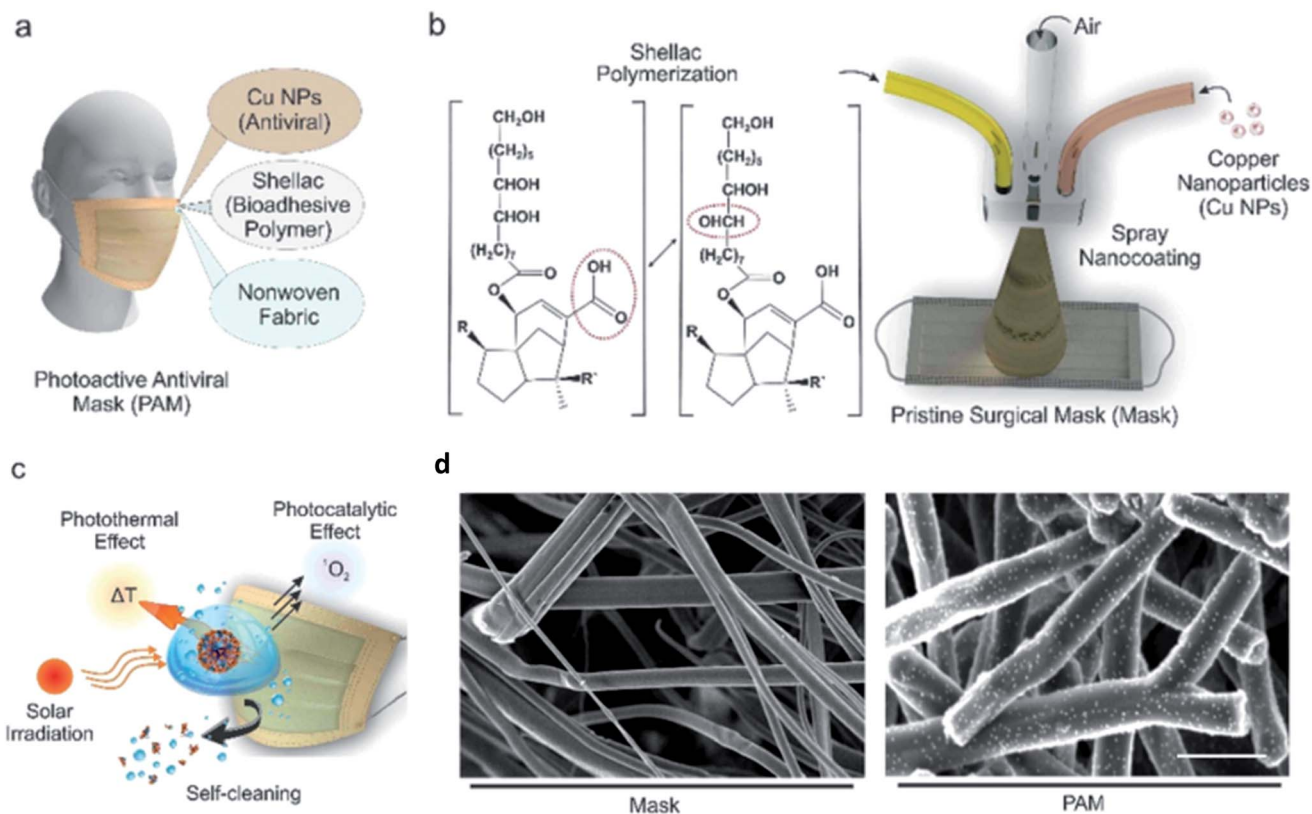 a
Cu NPs
(Antiviral)
Shellac
(Bioadhesive
Polymer)
Nonwoven
Fabric
Photoactive Antiviral
Mask (PAM)
b
Shellac
Polymerization
CH₂OH
(CH₂)₅
CHOH
CHOH
(H₂C)₇
O
O
OH
O
R
R'
CH₂OH
(CH₂)₅
CHOH
OHCH
(H₂C)₇
O
O
OH
O
R
R'
Air
Copper
Nanoparticles
(Cu NPs)
Spray
Nanocoating
Pristine Surgical Mask (Mask)
c
Photothermal
Effect
Photocatalytic
Effect
ΔT
¹O₂
Solar
Irradiation
Self-cleaning
d
Mask
PAM